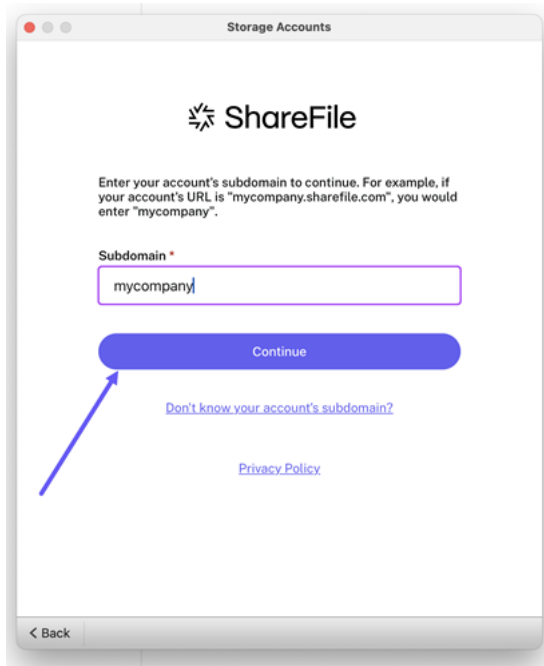 Storage Accounts
ShareFile
Enter your account's subdomain to continue. For example, if
your account's URL is "mycompany.sharefile.com", you would
enter "mycompany".
Subdomain *
mycompany
Continue
Don't know your account's subdomain?
Privacy Policy
< Back